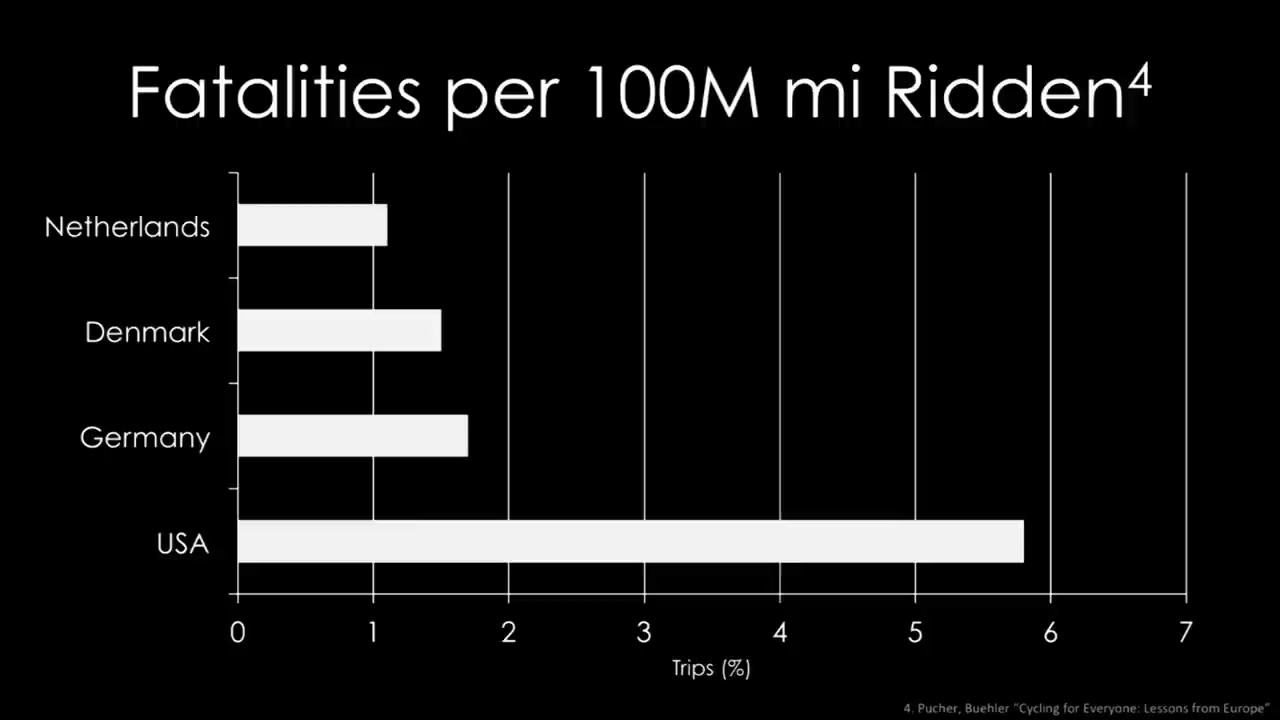 Fatalities per 100M mi Ridden⁴
Netherlands
Denmark
Germany
USA
0 1 2 3 4 5 6 7
Trips (%)
4. Pucher, Buehler "Cycling for Everyone: Lessons from Europe"